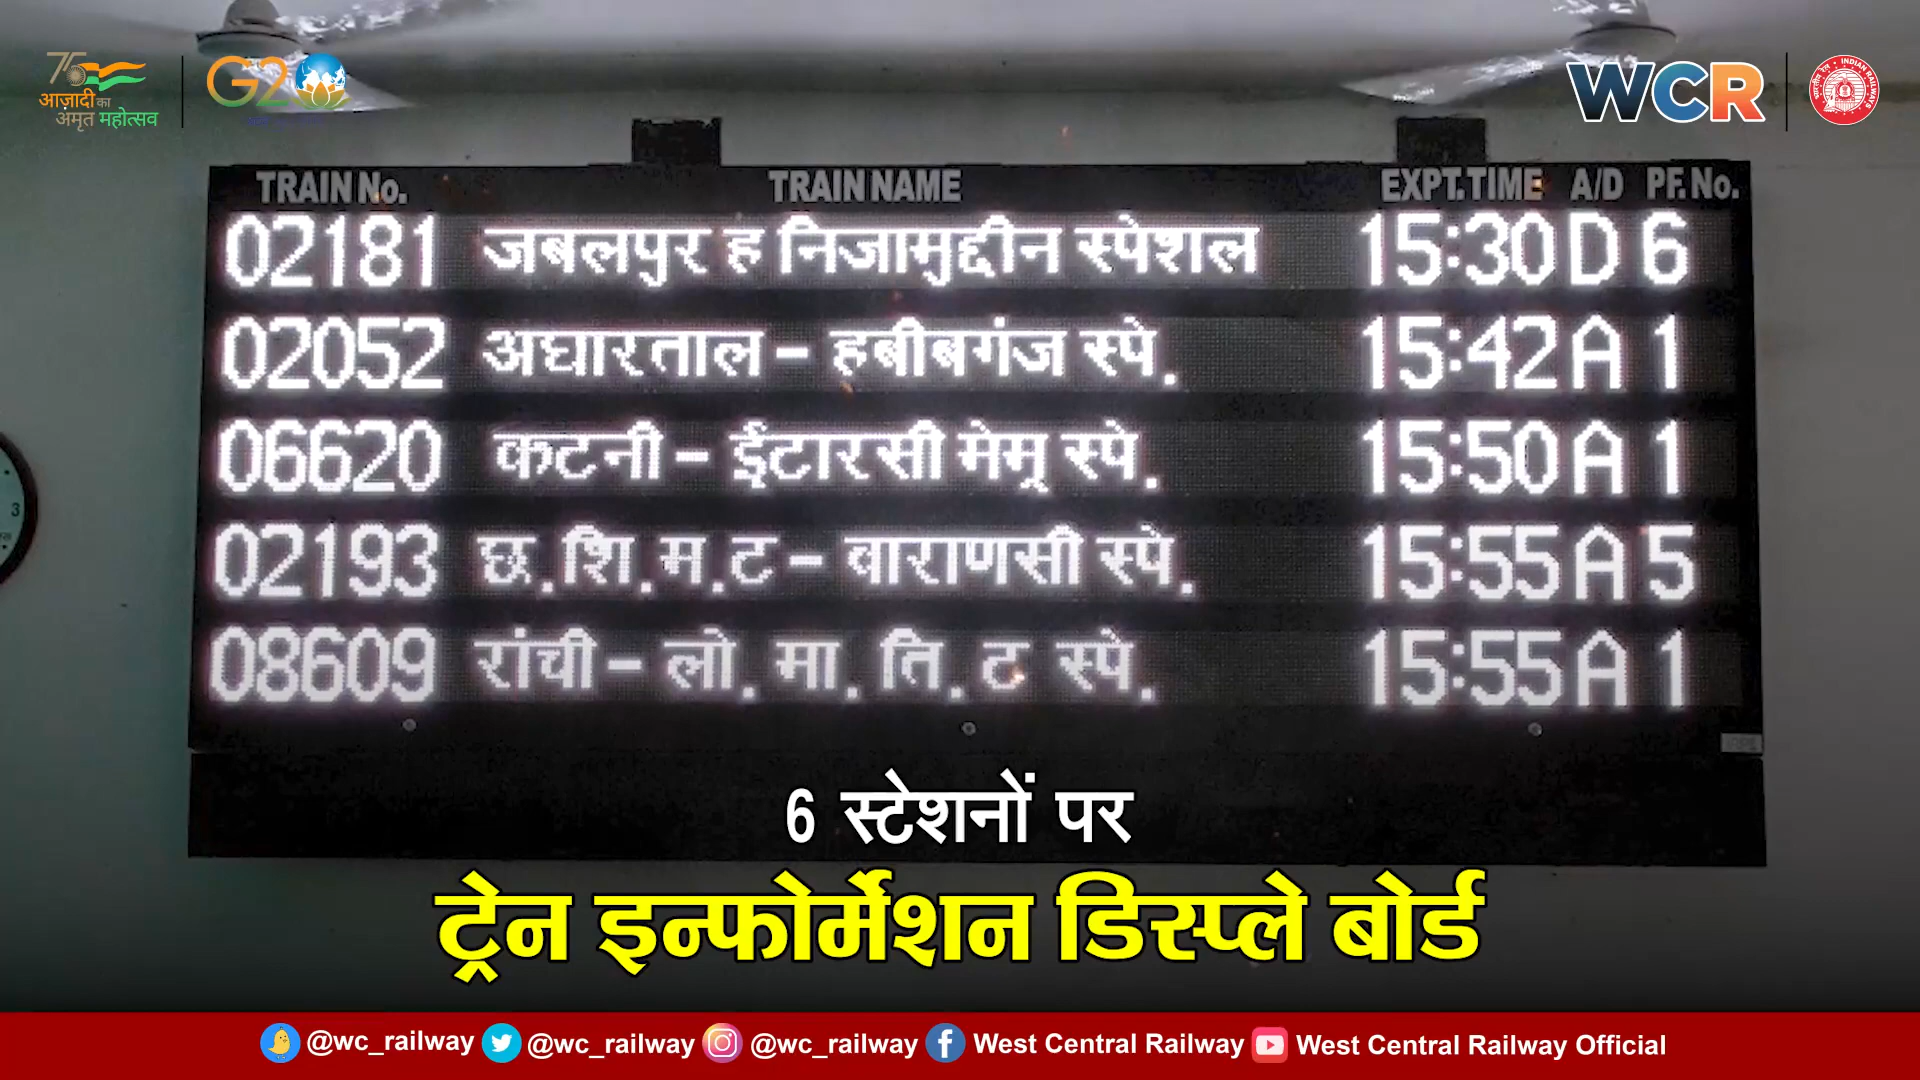 75
आज़ादी का
अमृत महोत्सव
G20
WCR
TRAIN No. TRAIN NAME EXPT.TIME A/D PF.No.
02181 जबलपुर ह निजामुद्दीन स्पेशल 15:30 D 6
02052 अधारताल - हबीबगंज स्पे. 15:42 A 1
06620 कटनी - ईटारसी मेमू स्पे. 15:50 A 1
02193 छ.शि.म.ट - वाराणसी स्पे. 15:55 A 5
08609 रांची - लो. मा. ति. ट स्पे. 15:55 A 1
3
6 स्टेशनों पर
ट्रेन इन्फोर्मेशन डिस्प्ले बोर्ड
@wc_railway @wc_railway @wc_railway West Central Railway West Central Railway Official